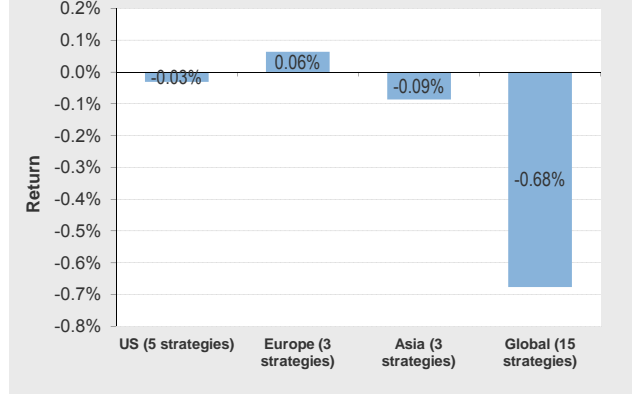 0.2%
0.1%
0.0%
-0.1%
-0.2%
-0.3%
-0.4%
-0.5%
-0.6%
-0.7%
-0.8%
Return
-0.03%
0.06%
-0.09%
-0.68%
US (5 strategies)
Europe (3
strategies)
Asia (3
strategies)
Global (15
strategies)